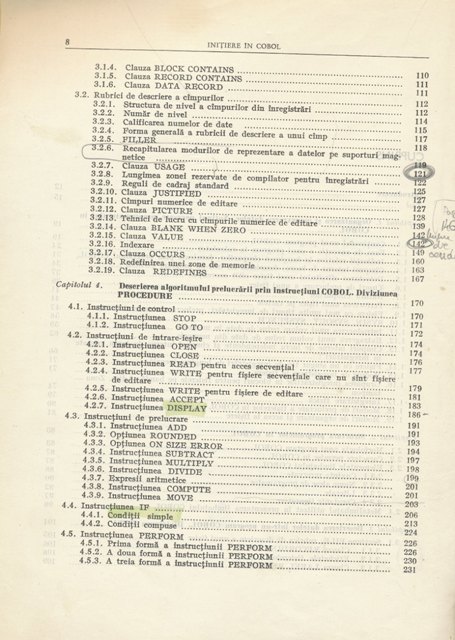 8 INIȚIERE ÎN COBOL
3.1.4. Clauza BLOCK CONTAINS 110
3.1.5. Clauza RECORD CONTAINS 111
3.1.6. Clauza DATA RECORD 111
3.2. Rubrici de descriere a cîmpurilor 112
3.2.1. Structura de nivel a cîmpurilor din înregistrări 112
3.2.2. Număr de nivel 114
3.2.3. Calificarea numelor de date 115
3.2.4. Forma generală a rubricii de descriere a unui cîmp 117
3.2.5. FILLER 118
3.2.6. Recapitularea modurilor de reprezentare a datelor pe suporturi mag-
netice 119
3.2.7. Clauza USAGE 121
3.2.8. Lungimea zonei rezervate de compilator pentru înregistrări 122
3.2.9. Reguli de cadraj standard 125
3.2.10. Clauza JUSTIFIED 127
3.2.11. Cîmpuri numerice de editare 127
3.2.12. Clauza PICTURE 128
3.2.13. Tehnici de lucru cu cîmpurile numerice de editare 139
3.2.14. Clauza BLANK WHEN ZERO 142
3.2.15. Clauza VALUE 142
3.2.16. Indexare 149
3.2.17. Clauza OCCURS 160
3.2.18. Redefinirea unei zone de memorie 163
3.2.19. Clauza REDEFINES 167
Capitolul 4. Descrierea algoritmului prelucrării prin instrucțiuni COBOL. Diviziunea
PROCEDURE 170
4.1. Instrucțiuni de control 170
4.1.1. Instrucțiunea STOP 171
4.1.2. Instrucțiunea GO TO 172
4.2. Instrucțiuni de intrare-ieșire 174
4.2.1. Instrucțiunea OPEN 174
4.2.2. Instrucțiunea CLOSE 176
4.2.3. Instrucțiunea READ pentru acces secvențial 177
4.2.4. Instrucțiunea WRITE pentru fișiere secvențiale care nu sînt fișiere
de editare 179
4.2.5. Instrucțiunea WRITE pentru fișiere de editare 181
4.2.6. Instrucțiunea ACCEPT 183
4.2.7. Instrucțiunea DISPLAY 186
4.3. Instrucțiuni de prelucrare 191
4.3.1. Instrucțiunea ADD 191
4.3.2. Opțiunea ROUNDED 193
4.3.3. Opțiunea ON SIZE ERROR 194
4.3.4. Instrucțiunea SUBTRACT 197
4.3.5. Instrucțiunea MULTIPLY 198
4.3.6. Instrucțiunea DIVIDE 199
4.3.7. Expresii aritmetice 201
4.3.8. Instrucțiunea COMPUTE 201
4.3.9. Instrucțiunea MOVE 203
4.4. Instrucțiunea IF 206
4.4.1. Condiții simple 213
4.4.2. Condiții compuse 224
4.5. Instrucțiunea PERFORM 226
4.5.1. Prima formă a instrucțiunii PERFORM 226
4.5.2. A doua formă a instrucțiunii PERFORM 230
4.5.3. A treia formă a instrucțiunii PERFORM 231